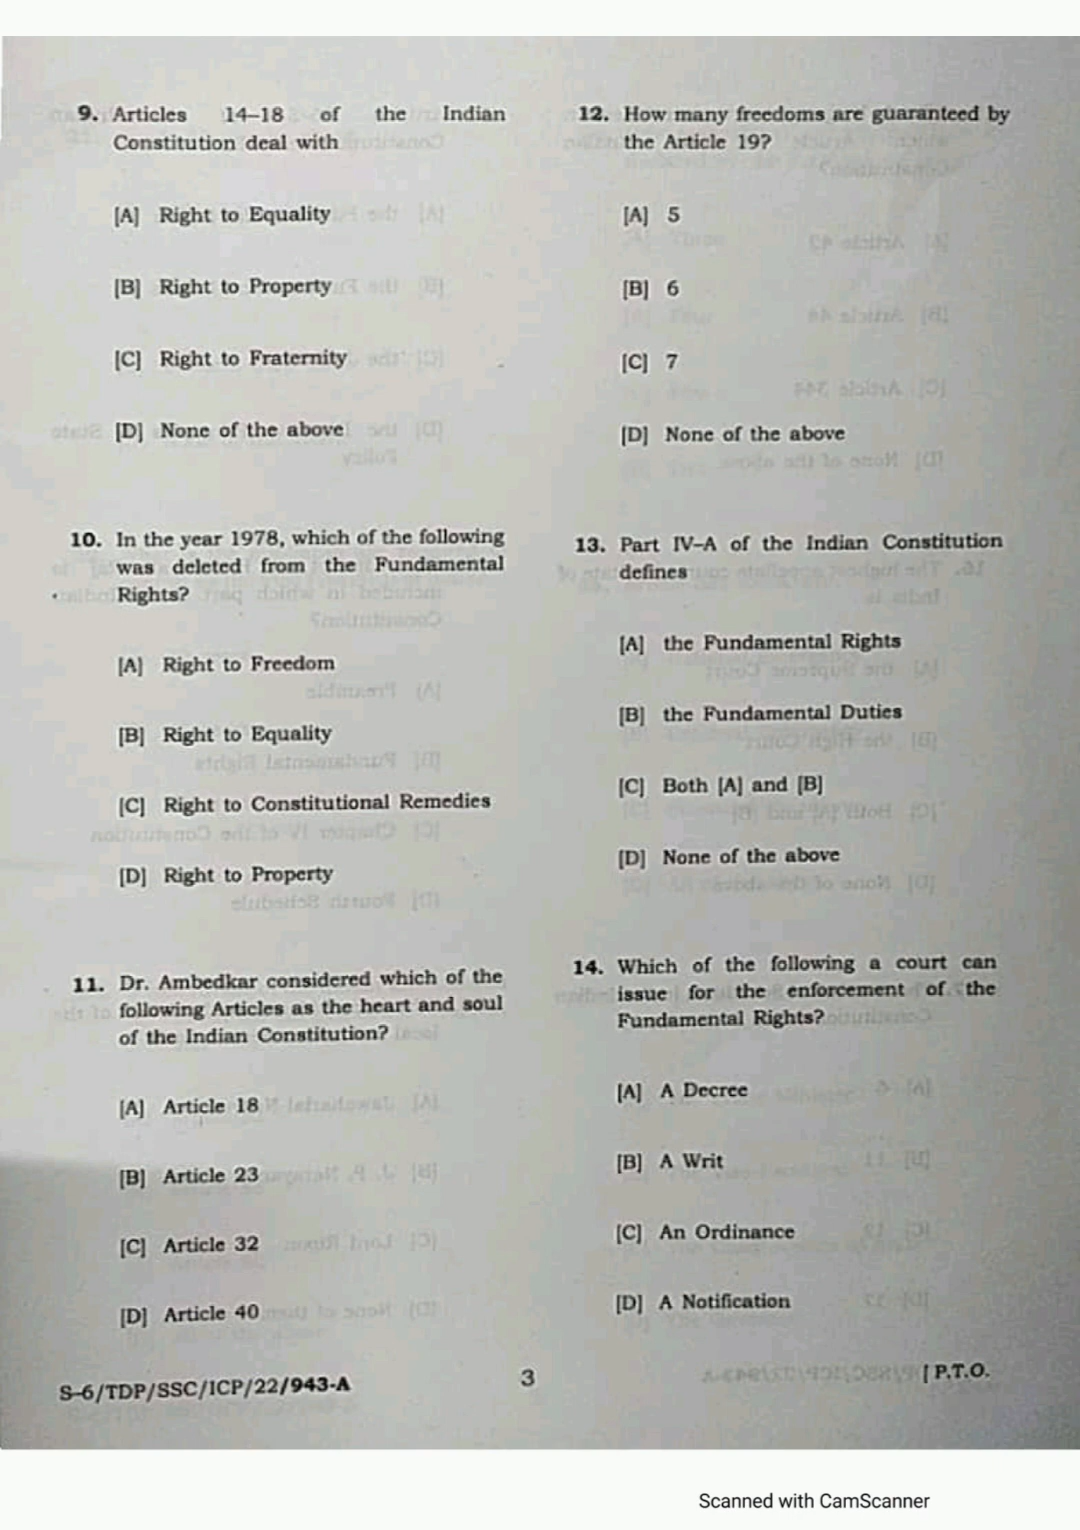 9. Articles 14–18 of the Indian
Constitution deal with
[A] Right to Equality
[B] Right to Property
[C] Right to Fraternity
[D] None of the above
10. In the year 1978, which of the following
was deleted from the Fundamental
Rights?
[A] Right to Freedom
[B] Right to Equality
[C] Right to Constitutional Remedies
[D] Right to Property
11. Dr. Ambedkar considered which of the
following Articles as the heart and soul
of the Indian Constitution?
[A] Article 18
[B] Article 23
[C] Article 32
[D] Article 40
12. How many freedoms are guaranteed by
the Article 19?
[A] 5
[B] 6
[C] 7
[D] None of the above
13. Part IV–A of the Indian Constitution
defines
[A] the Fundamental Rights
[B] the Fundamental Duties
[C] Both [A] and [B]
[D] None of the above
14. Which of the following a court can
issue for the enforcement of the
Fundamental Rights?
[A] A Decree
[B] A Writ
[C] An Ordinance
[D] A Notification
S-6/TDP/SSC/ICP/22/943-A
3
[ P.T.O.
Scanned with CamScanner